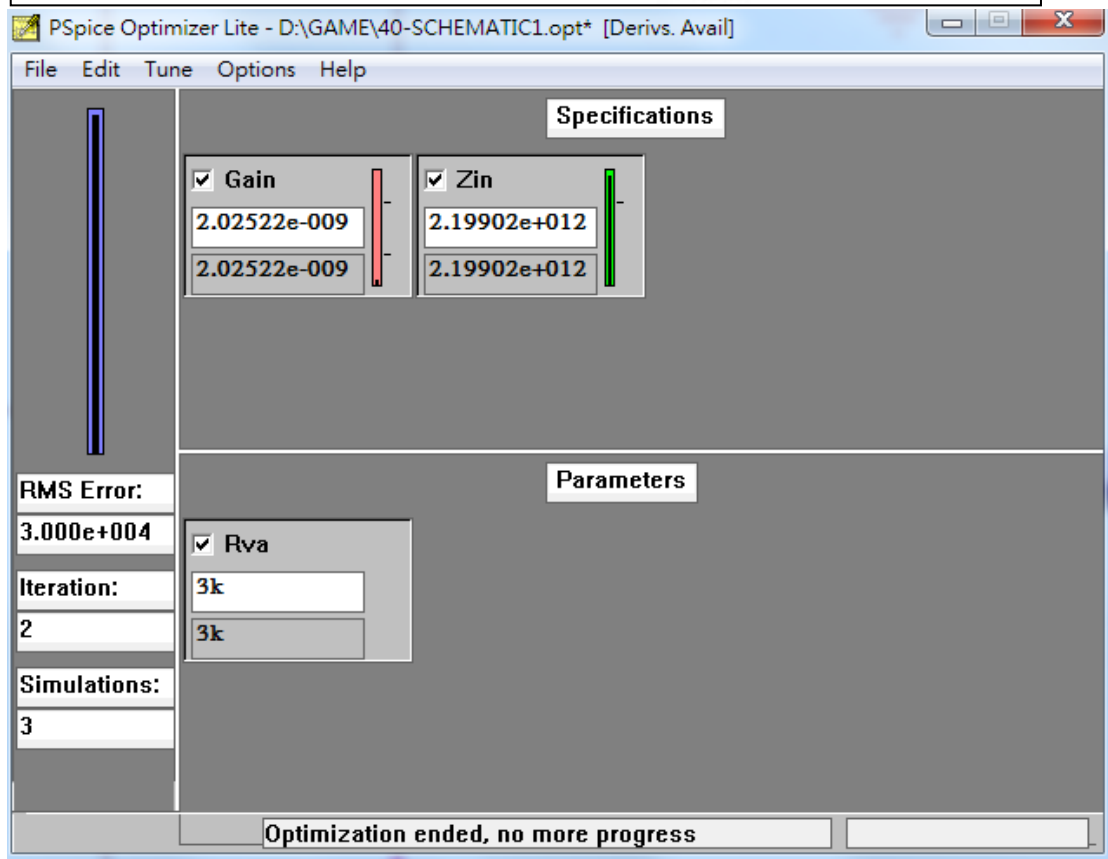 PSpice Optimizer Lite - D:\GAME\40-SCHEMATIC1.opt* [Derivs. Avail]
File Edit Tune Options Help
Specifications
Gain
2.02522e-009
2.02522e-009
Zin
2.19902e+012
2.19902e+012
RMS Error:
3.000e+004
Iteration:
2
Simulations:
3
Parameters
Rva
3k
3k
Optimization ended, no more progress